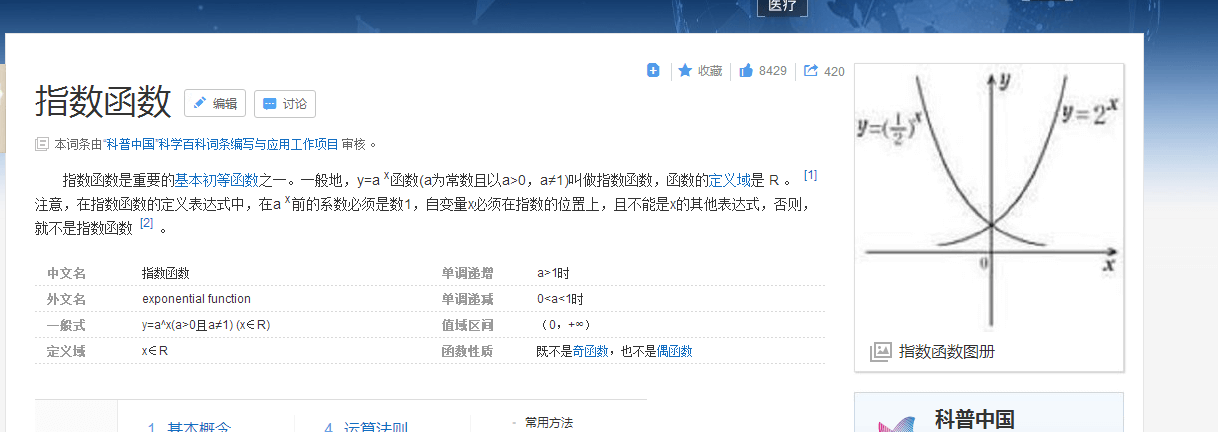 医疗
收藏
8429
420
指数函数
编辑
讨论
本词条由“科普中国”科学百科词条编写与应用工作项目 审核 。
指数函数是重要的基本初等函数之一。一般地，y=a x函数(a为常数且以a>0，a≠1)叫做指数函数，函数的定义域是 R 。 [1]
注意，在指数函数的定义表达式中，在a x前的系数必须是数1，自变量x必须在指数的位置上，且不能是x的其他表达式，否则，
就不是指数函数 [2] 。
中文名 指数函数 单调递增 a>1时
外文名 exponential function 单调递减 0<a<1时
一般式 y=a^x(a>0且a≠1) (x∈R) 值域区间 （0，+∞）
定义域 x∈R 函数性质 既不是奇函数，也不是偶函数
y
y=(1/2)^x
y=2^x
0
x
指数函数图册
1 基本概念 4 运算法则 - 常用方法
科普中国